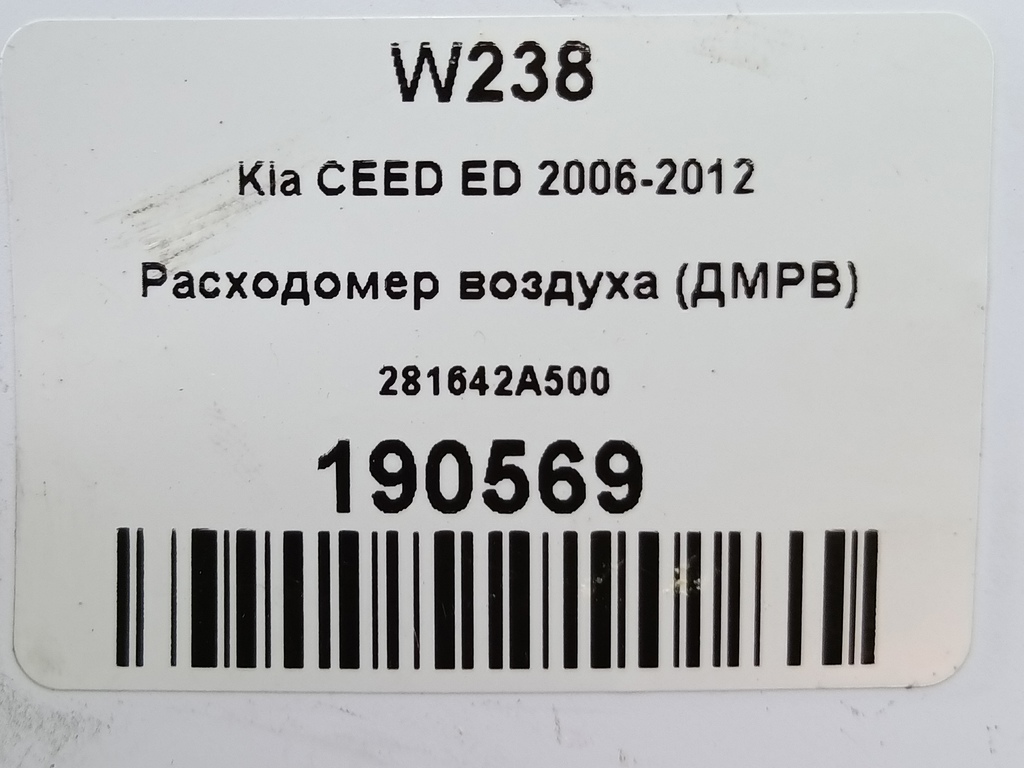 W238
Kia CEED ED 2006-2012
Расходомер воздуха (ДМРВ)
281642A500
190569